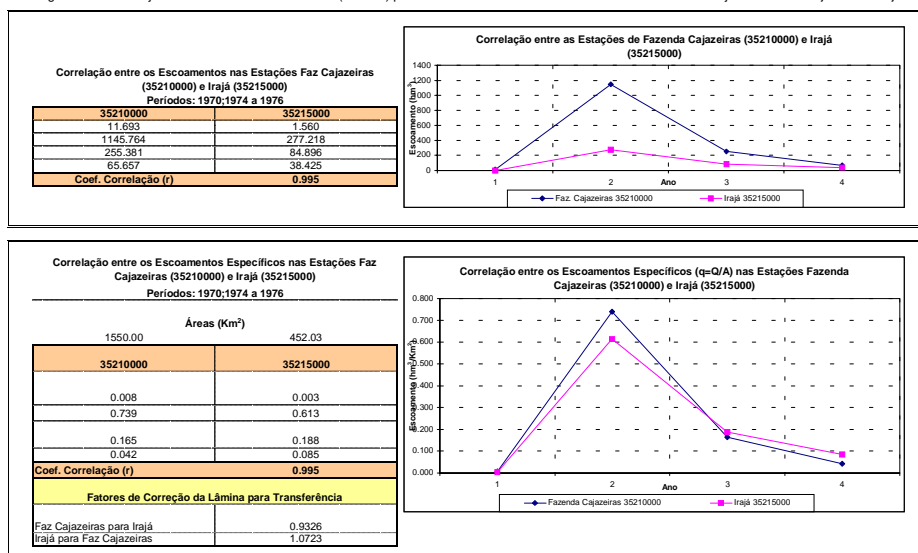 Correlação entre os Escoamentos nas Estações Faz Cajazeiras
(35210000) e Irajá (35215000)
Períodos: 1970;1974 a 1976
35210000 35215000
11.693 1.560
1145.764 277.218
255.381 84.896
65.657 38.425
Coef. Correlação (r) 0.995
Correlação entre as Estações de Fazenda Cajazeiras (35210000) e Irajá
(35215000)
Escoamento (hm³)
1400
1200
1000
800
600
400
200
0
1 2 3 4
Ano
Faz. Cajazeiras 35210000 Irajá 35215000
Correlação entre os Escoamentos Específicos nas Estações Faz
Cajazeiras (35210000) e Irajá (35215000)
Períodos: 1970;1974 a 1976
Áreas (Km²)
1550.00 452.03
35210000 35215000
0.008 0.003
0.739 0.613
0.165 0.188
0.042 0.085
Coef. Correlação (r) 0.995
Fatores de Correção da Lâmina para Transferência
Faz Cajazeiras para Irajá 0.9326
Irajá para Faz Cajazeiras 1.0723
Correlação entre os Escoamentos Específicos (q=Q/A) nas Estações Fazenda
Cajazeiras (35210000) e Irajá (35215000)
Escoamento (hm³/Km²)
0.800
0.700
0.600
0.500
0.400
0.300
0.200
0.100
0.000
1 2 3 4
Ano
Fazenda Cajazeiras 35210000 Irajá 35215000